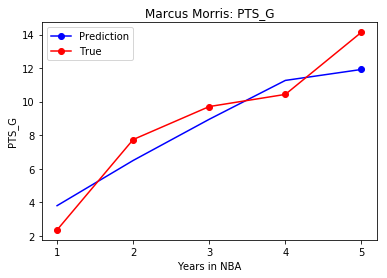 Marcus Morris: PTS_G
Prediction
True
14
12
10
8
6
4
2
PTS_G
1 2 3 4 5
Years in NBA